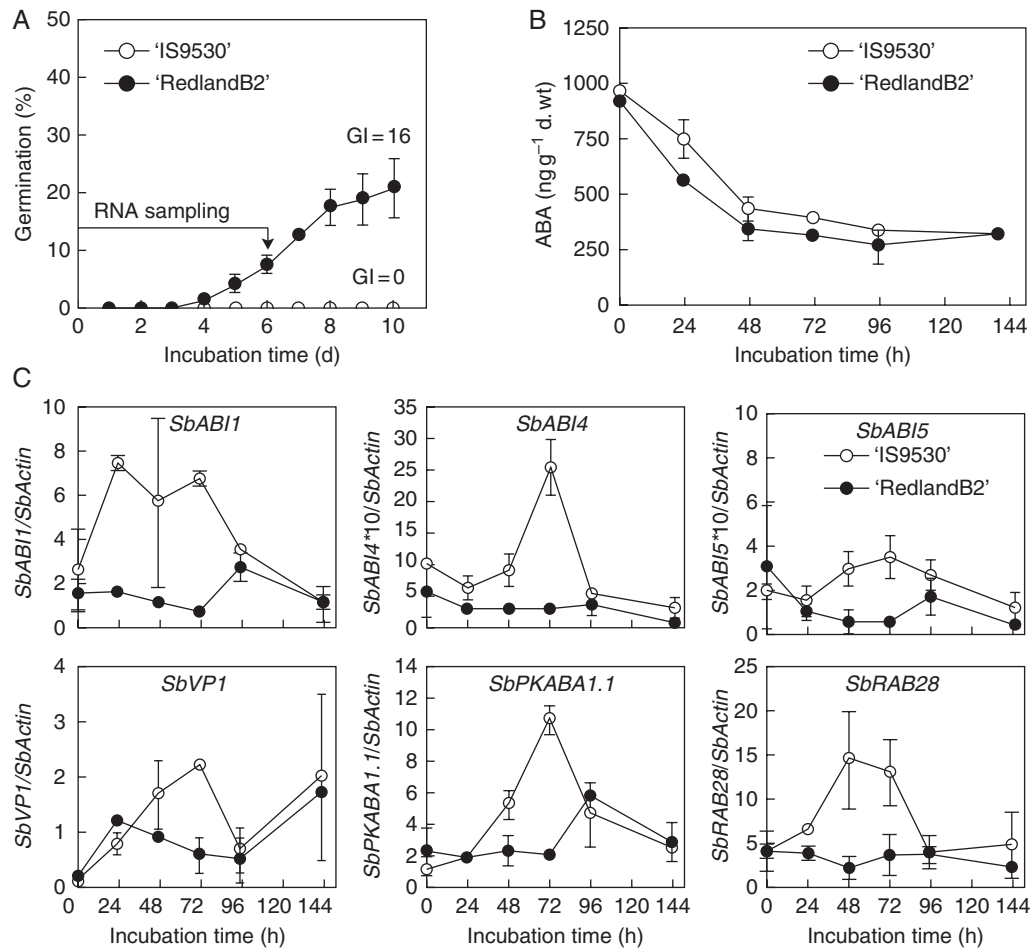 A
50
40
30
20
10
0
Germination (%)
'IS9530'
'RedlandB2'
GI = 16
RNA sampling
GI = 0
0 2 4 6 8 10
Incubation time (d)
B
1250
1000
750
500
250
0
ABA (ng g⁻¹ d. wt)
'IS9530'
'RedlandB2'
0 24 48 72 96 120 144
Incubation time (h)
C
SbABI1
10
8
6
4
2
0
SbABI1/SbActin
SbABI4
35
30
25
20
15
10
5
0
SbABI4*10/SbActin
SbABI5
'IS9530'
'RedlandB2'
10
8
6
4
2
0
SbABI5*10/SbActin
SbVP1
4
3
2
1
0
SbVP1/SbActin
0 24 48 72 96 120 144
Incubation time (h)
SbPKABA1.1
14
12
10
8
6
4
2
0
SbPKABA1.1/SbActin
0 24 48 72 96 120 144
Incubation time (h)
SbRAB28
25
20
15
10
5
0
SbRAB28/SbActin
0 24 48 72 96 120 144
Incubation time (h)